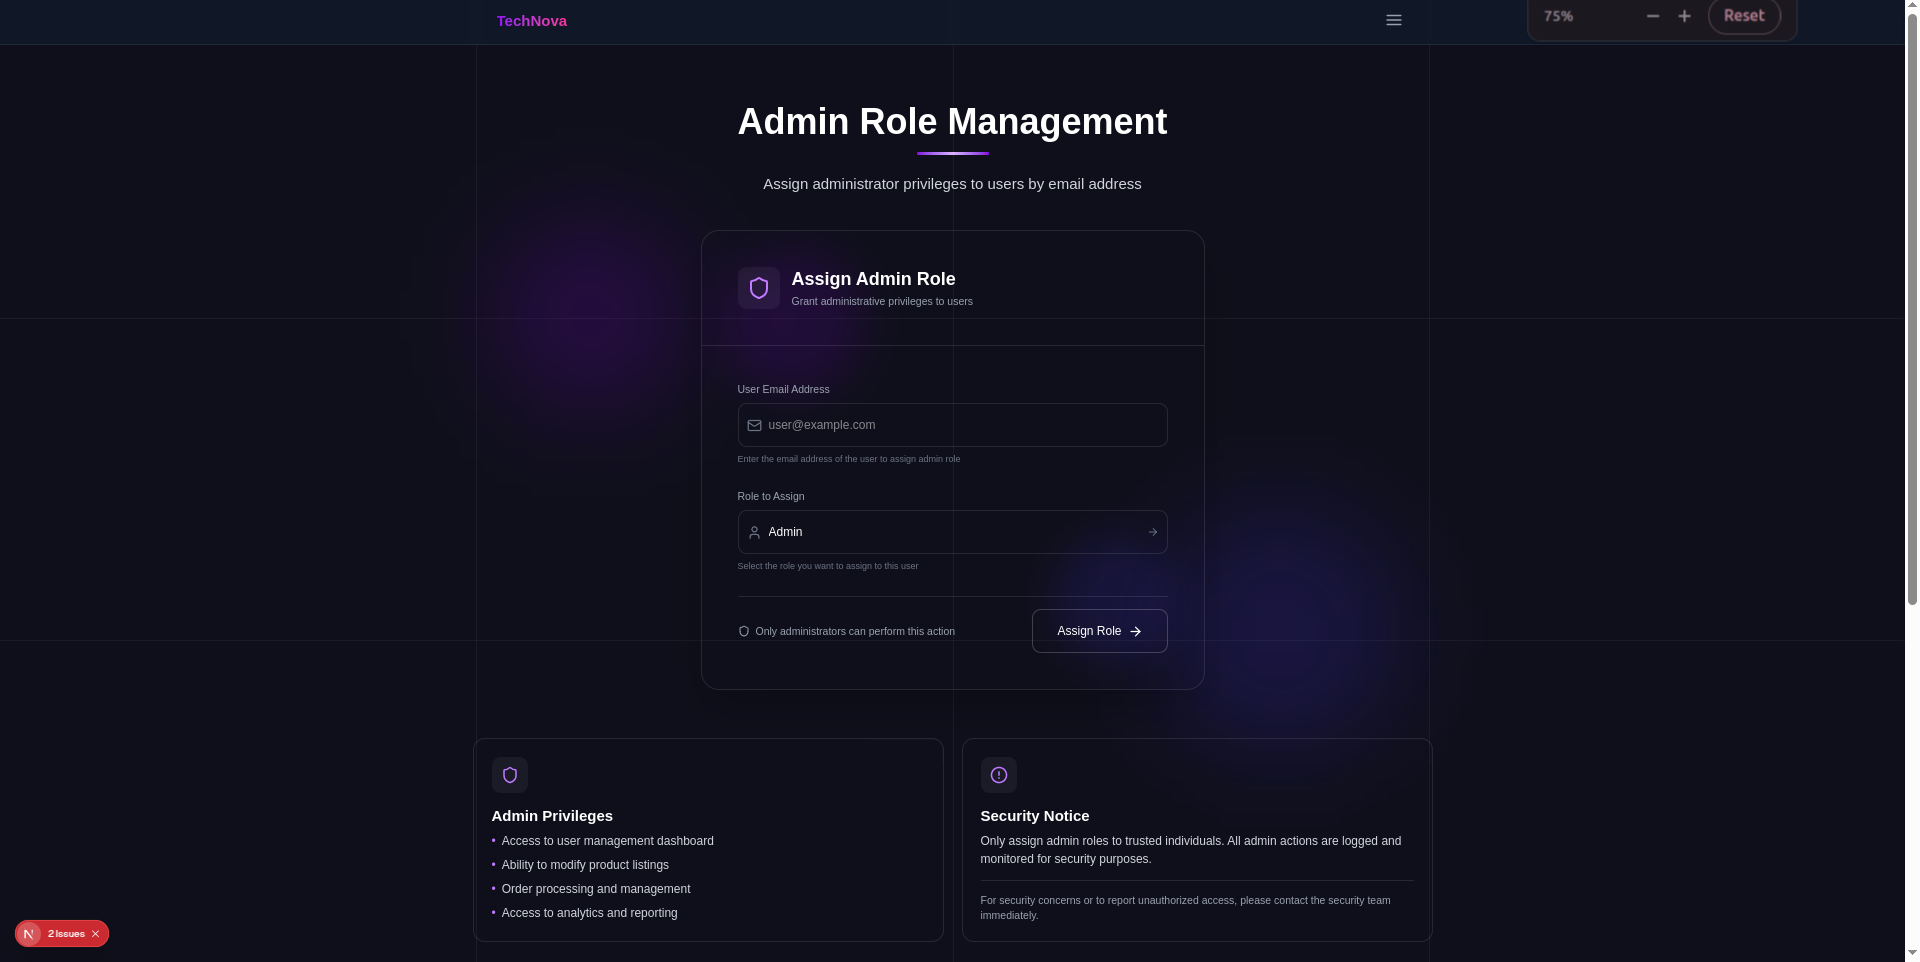 TechNova
75%
Reset
Admin Role Management
Assign administrator privileges to users by email address
Assign Admin Role
Grant administrative privileges to users
User Email Address
user@example.com
Enter the email address of the user to assign admin role
Role to Assign
Admin
Select the role you want to assign to this user
Only administrators can perform this action
Assign Role
Admin Privileges
• Access to user management dashboard
• Ability to modify product listings
• Order processing and management
• Access to analytics and reporting
Security Notice
Only assign admin roles to trusted individuals. All admin actions are logged and
monitored for security purposes.
For security concerns or to report unauthorized access, please contact the security team
immediately.
N
2 Issues